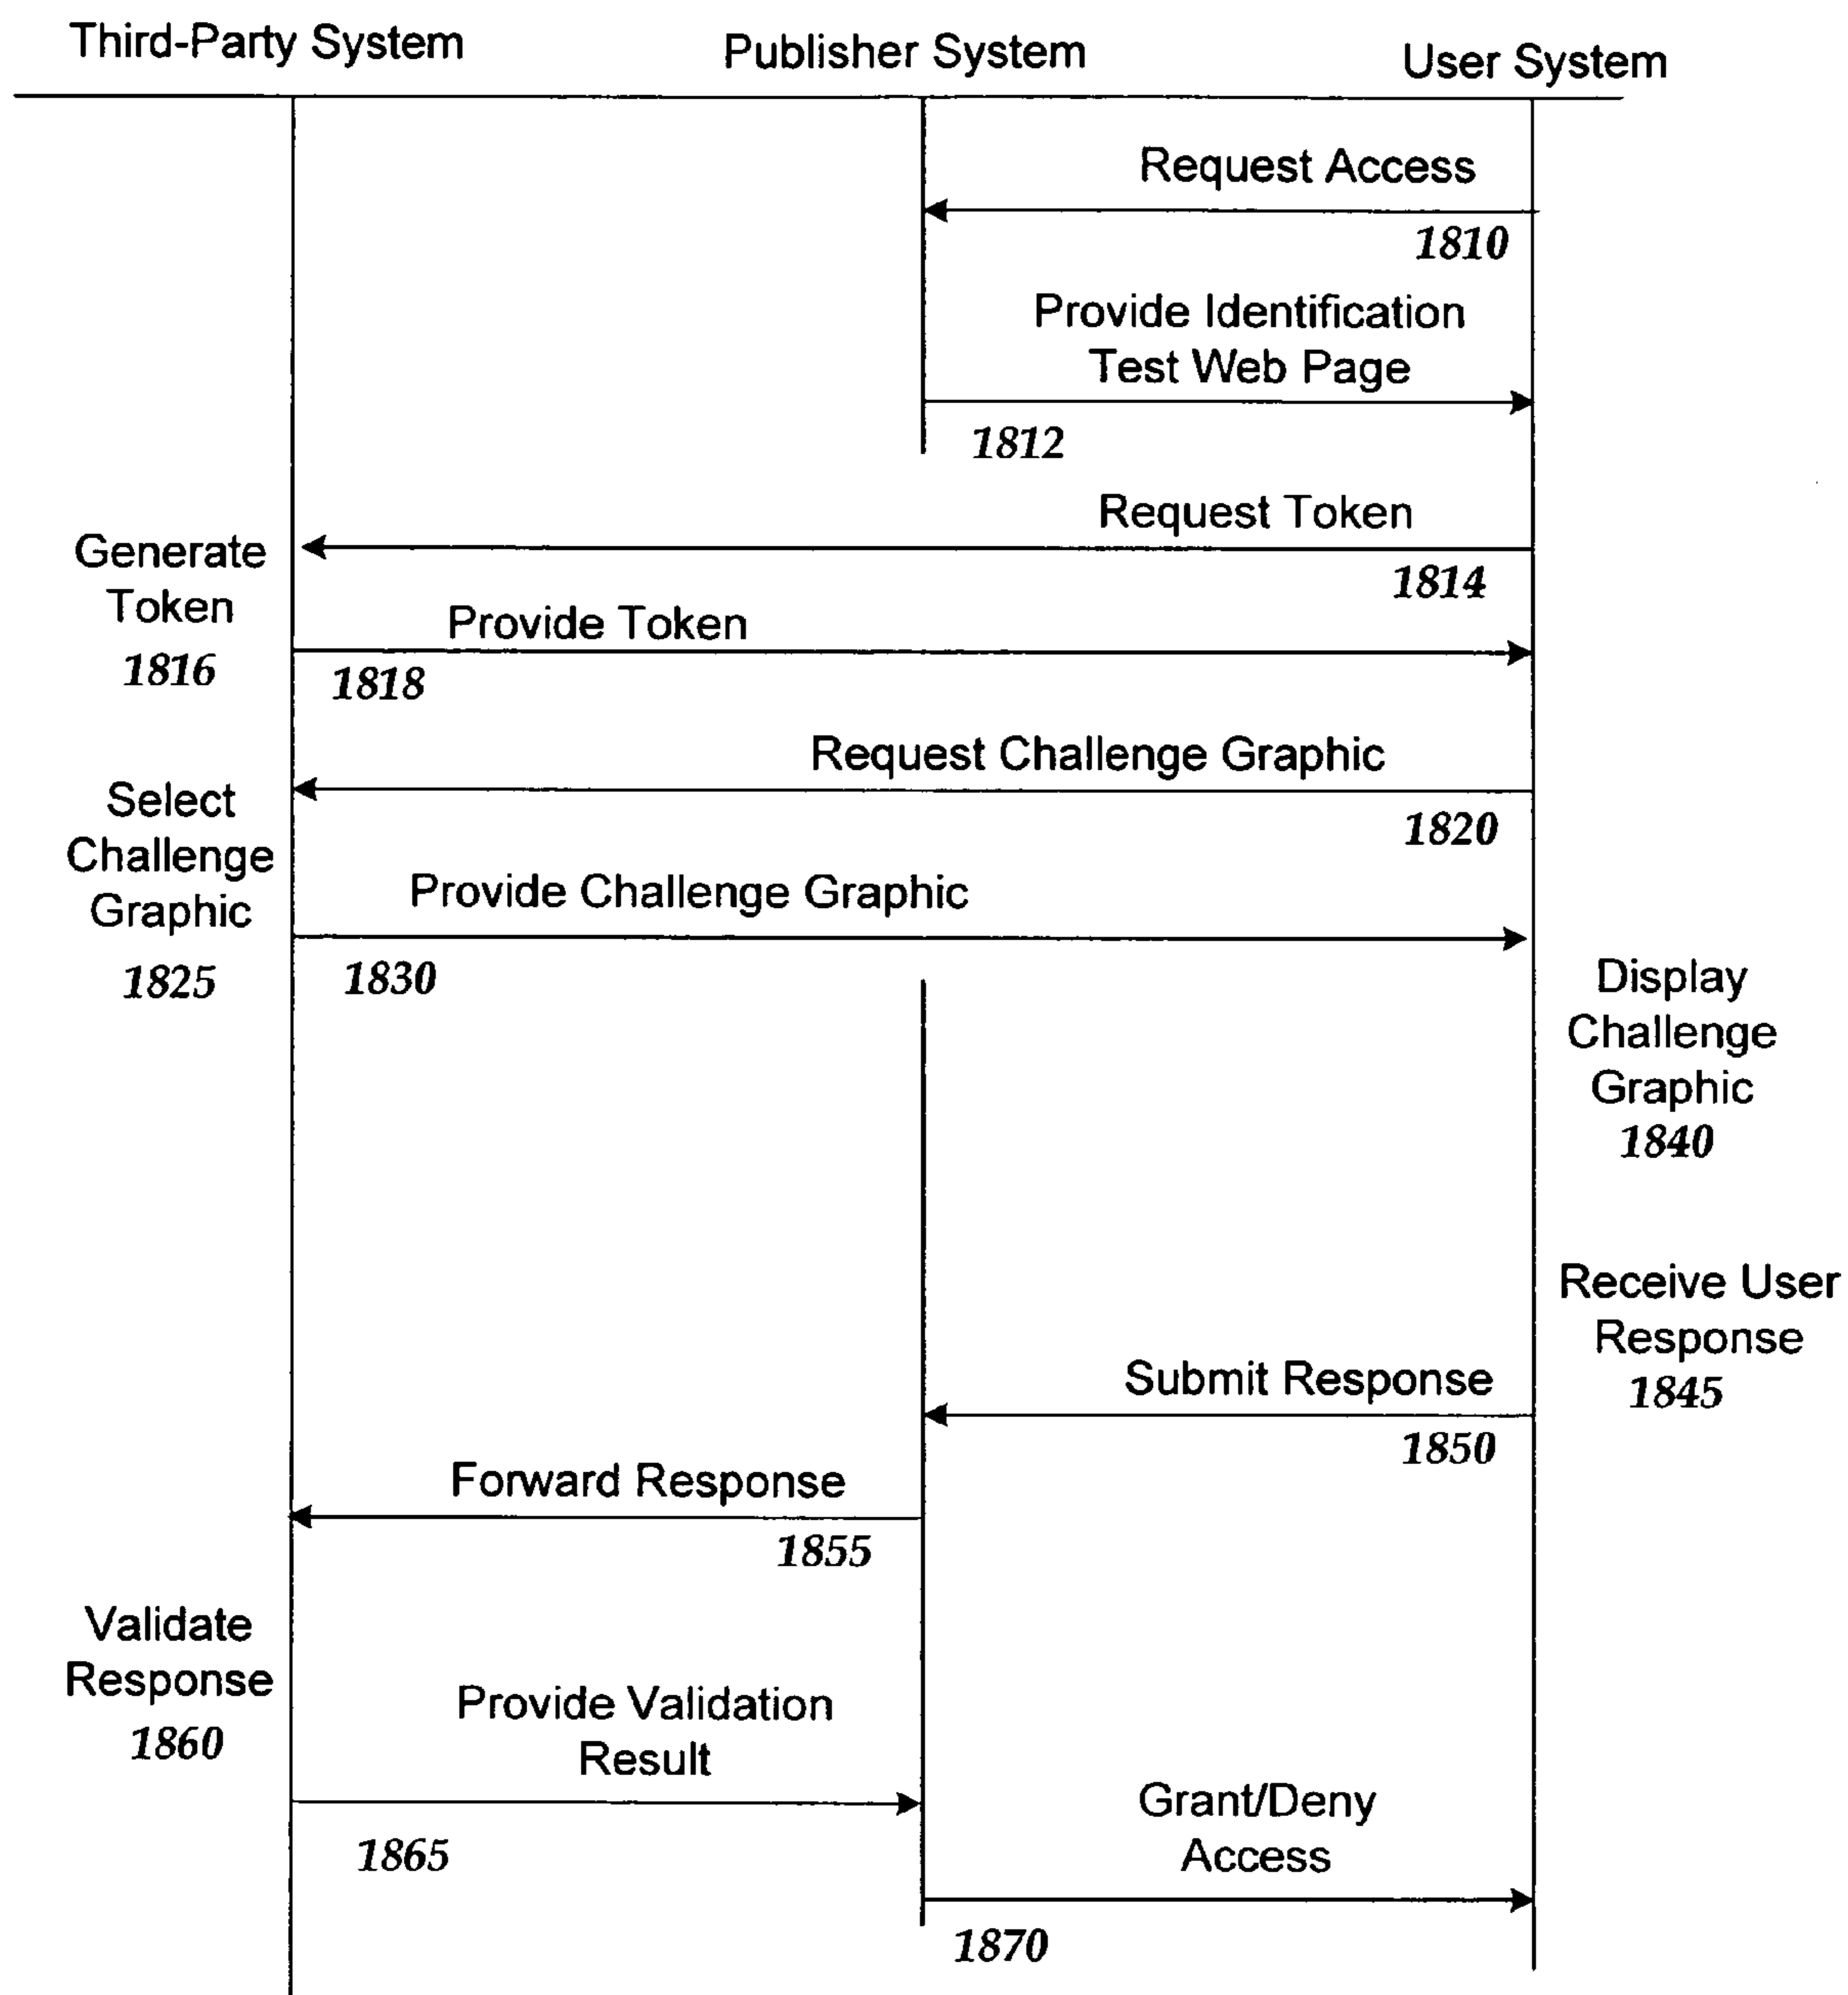 Third-Party System
Publisher System
User System
Request Access
1810
Provide Identification
Test Web Page
1812
Request Token
1814
Generate
Token
1816
Provide Token
1818
Request Challenge Graphic
1820
Select
Challenge
Graphic
1825
Provide Challenge Graphic
1830
Display
Challenge
Graphic
1840
Receive User
Response
1845
Submit Response
1850
Forward Response
1855
Validate
Response
1860
Provide Validation
Result
1865
Grant/Deny
Access
1870